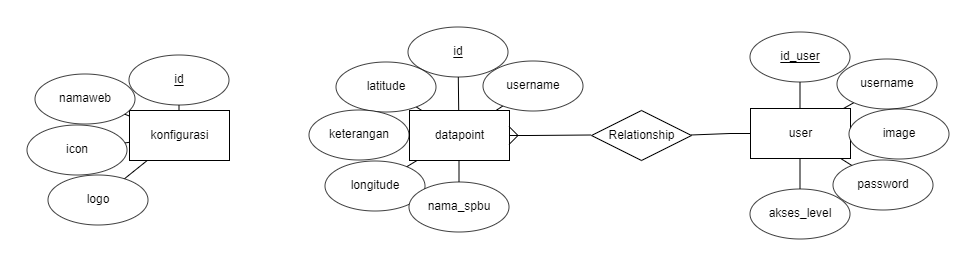 id
namaweb
konfigurasi
icon
logo
id
latitude
username
keterangan
datapoint
longitude
nama_spbu
Relationship
id_user
username
user
image
password
akses_level